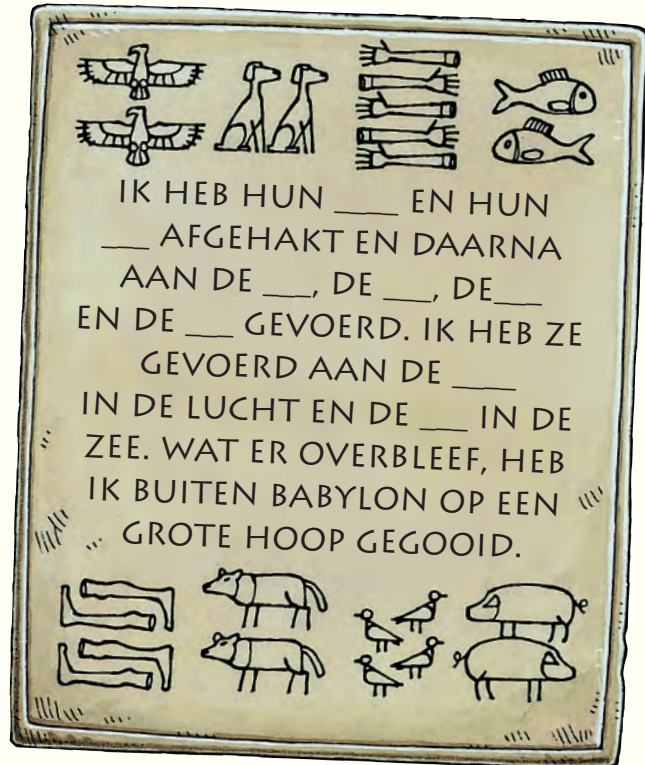 IK HEB HUN ____ EN HUN
___ AFGEHAKT EN DAARNA
AAN DE ___, DE ___, DE___
EN DE ___ GEVOERD. IK HEB ZE
GEVOERD AAN DE ____
IN DE LUCHT EN DE ___ IN DE
ZEE. WAT ER OVERBLEEF, HEB
IK BUITEN BABYLON OP EEN
GROTE HOOP GEGOOID.